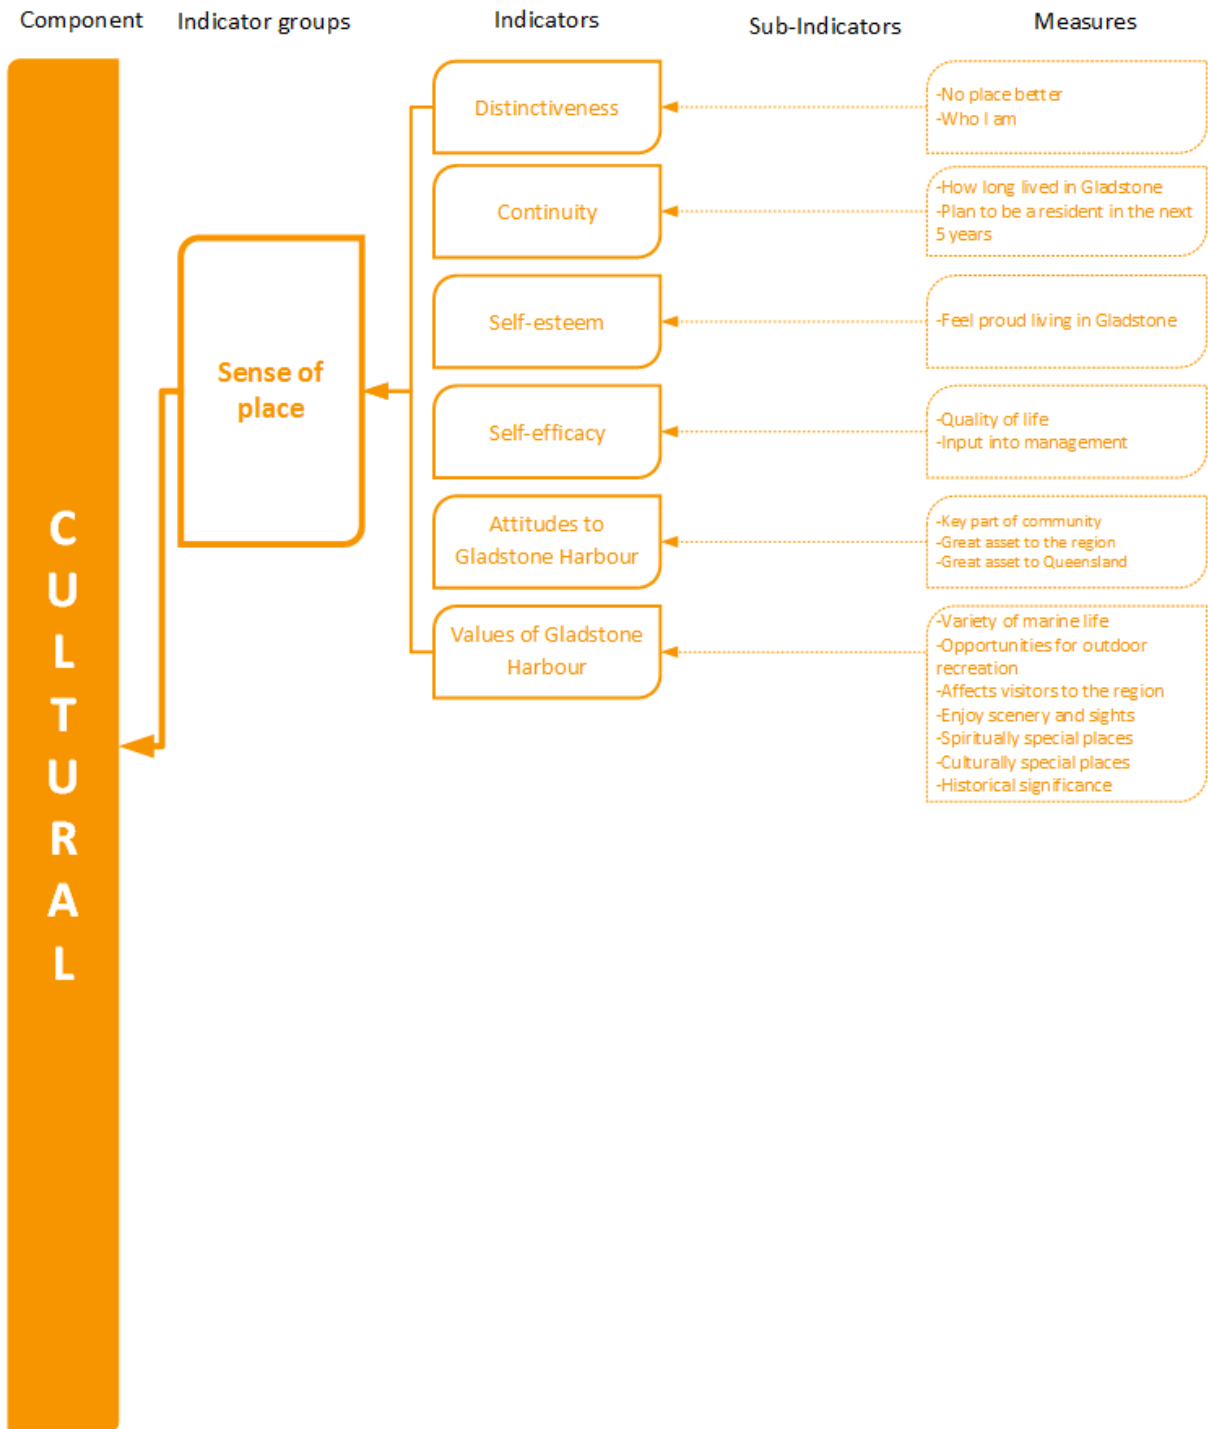 Component
Indicator groups
Indicators
Sub-Indicators
Measures
C
U
L
T
U
R
A
L
Sense of
place
Distinctiveness
-No place better
-Who I am
Continuity
-How long lived in Gladstone
-Plan to be a resident in the next
5 years
Self-esteem
-Feel proud living in Gladstone
Self-efficacy
-Quality of life
-Input into management
Attitudes to
Gladstone Harbour
-Key part of community
-Great asset to the region
-Great asset to Queensland
Values of Gladstone
Harbour
-Variety of marine life
-Opportunities for outdoor
recreation
-Affects visitors to the region
-Enjoy scenery and sights
-Spiritually special places
-Culturally special places
-Historical significance